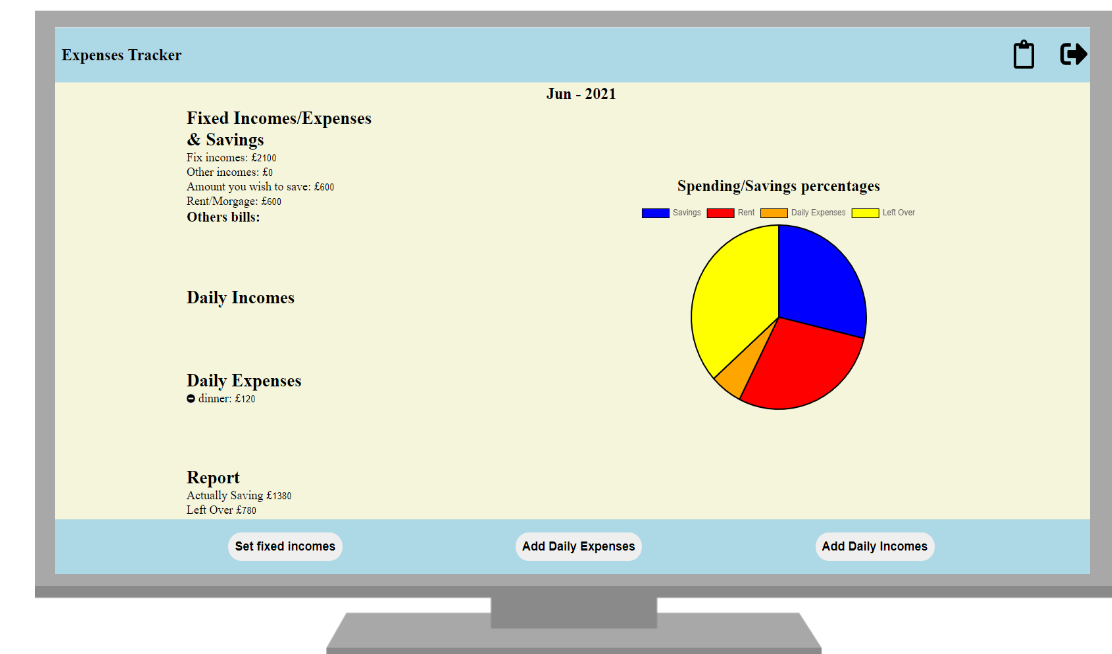 Expenses Tracker
Jun - 2021
Fixed Incomes/Expenses
& Savings
Fix incomes: £2100
Other incomes: £0
Amount you wish to save: £600
Rent/Morgage: £600
Others bills:
Daily Incomes
Daily Expenses
dinner: £120
Report
Actually Saving £1380
Left Over £780
Spending/Savings percentages
Savings Rent Daily Expenses Left Over
Set fixed incomes Add Daily Expenses Add Daily Incomes